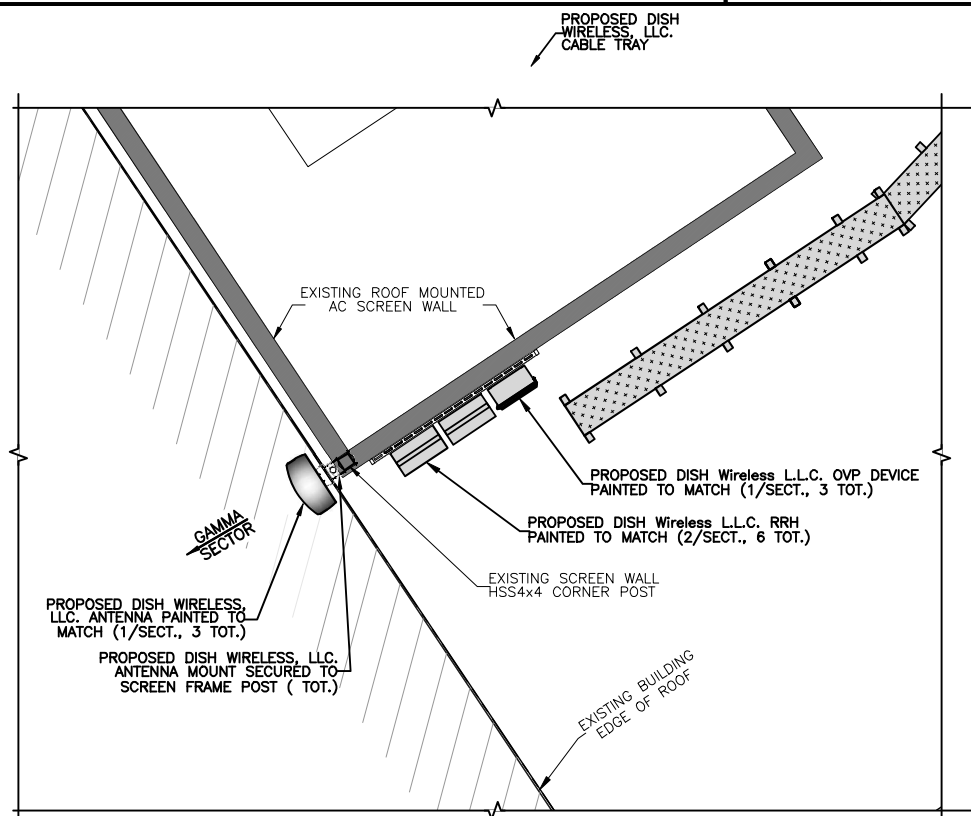 PROPOSED DISH
WIRELESS, LLC.
CABLE TRAY
EXISTING ROOF MOUNTED
AC SCREEN WALL
PROPOSED DISH Wireless L.L.C. OVP DEVICE
PAINTED TO MATCH (1/SECT., 3 TOT.)
PROPOSED DISH Wireless L.L.C. RRH
PAINTED TO MATCH (2/SECT., 6 TOT.)
GAMMA
SECTOR
EXISTING SCREEN WALL
HSS4x4 CORNER POST
PROPOSED DISH WIRELESS,
LLC. ANTENNA PAINTED TO
MATCH (1/SECT., 3 TOT.)
PROPOSED DISH WIRELESS, LLC.
ANTENNA MOUNT SECURED TO
SCREEN FRAME POST ( TOT.)
EXISTING BUILDING
EDGE OF ROOF